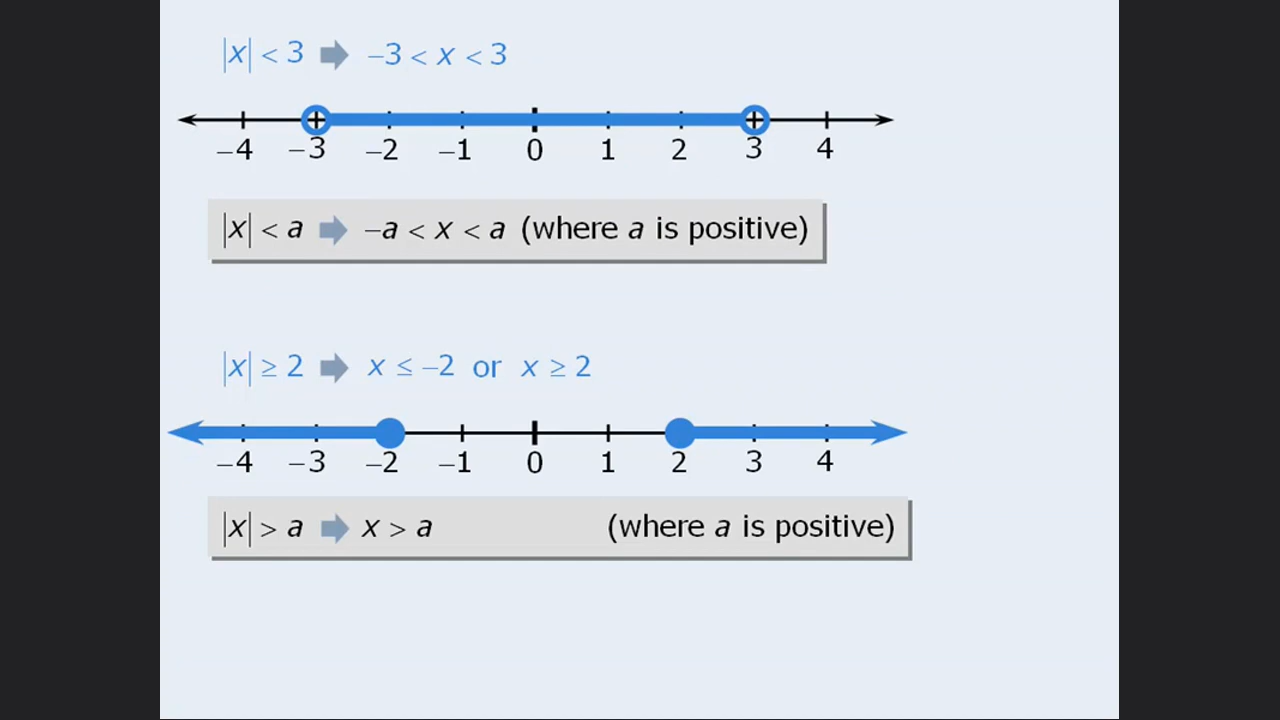 |x| < 3 ➡ –3 < x < 3
–4 –3 –2 –1 0 1 2 3 4
|x| < a ➡ –a < x < a (where a is positive)
|x| ≥ 2 ➡ x ≤ –2 or x ≥ 2
–4 –3 –2 –1 0 1 2 3 4
|x| > a ➡ x > a (where a is positive)